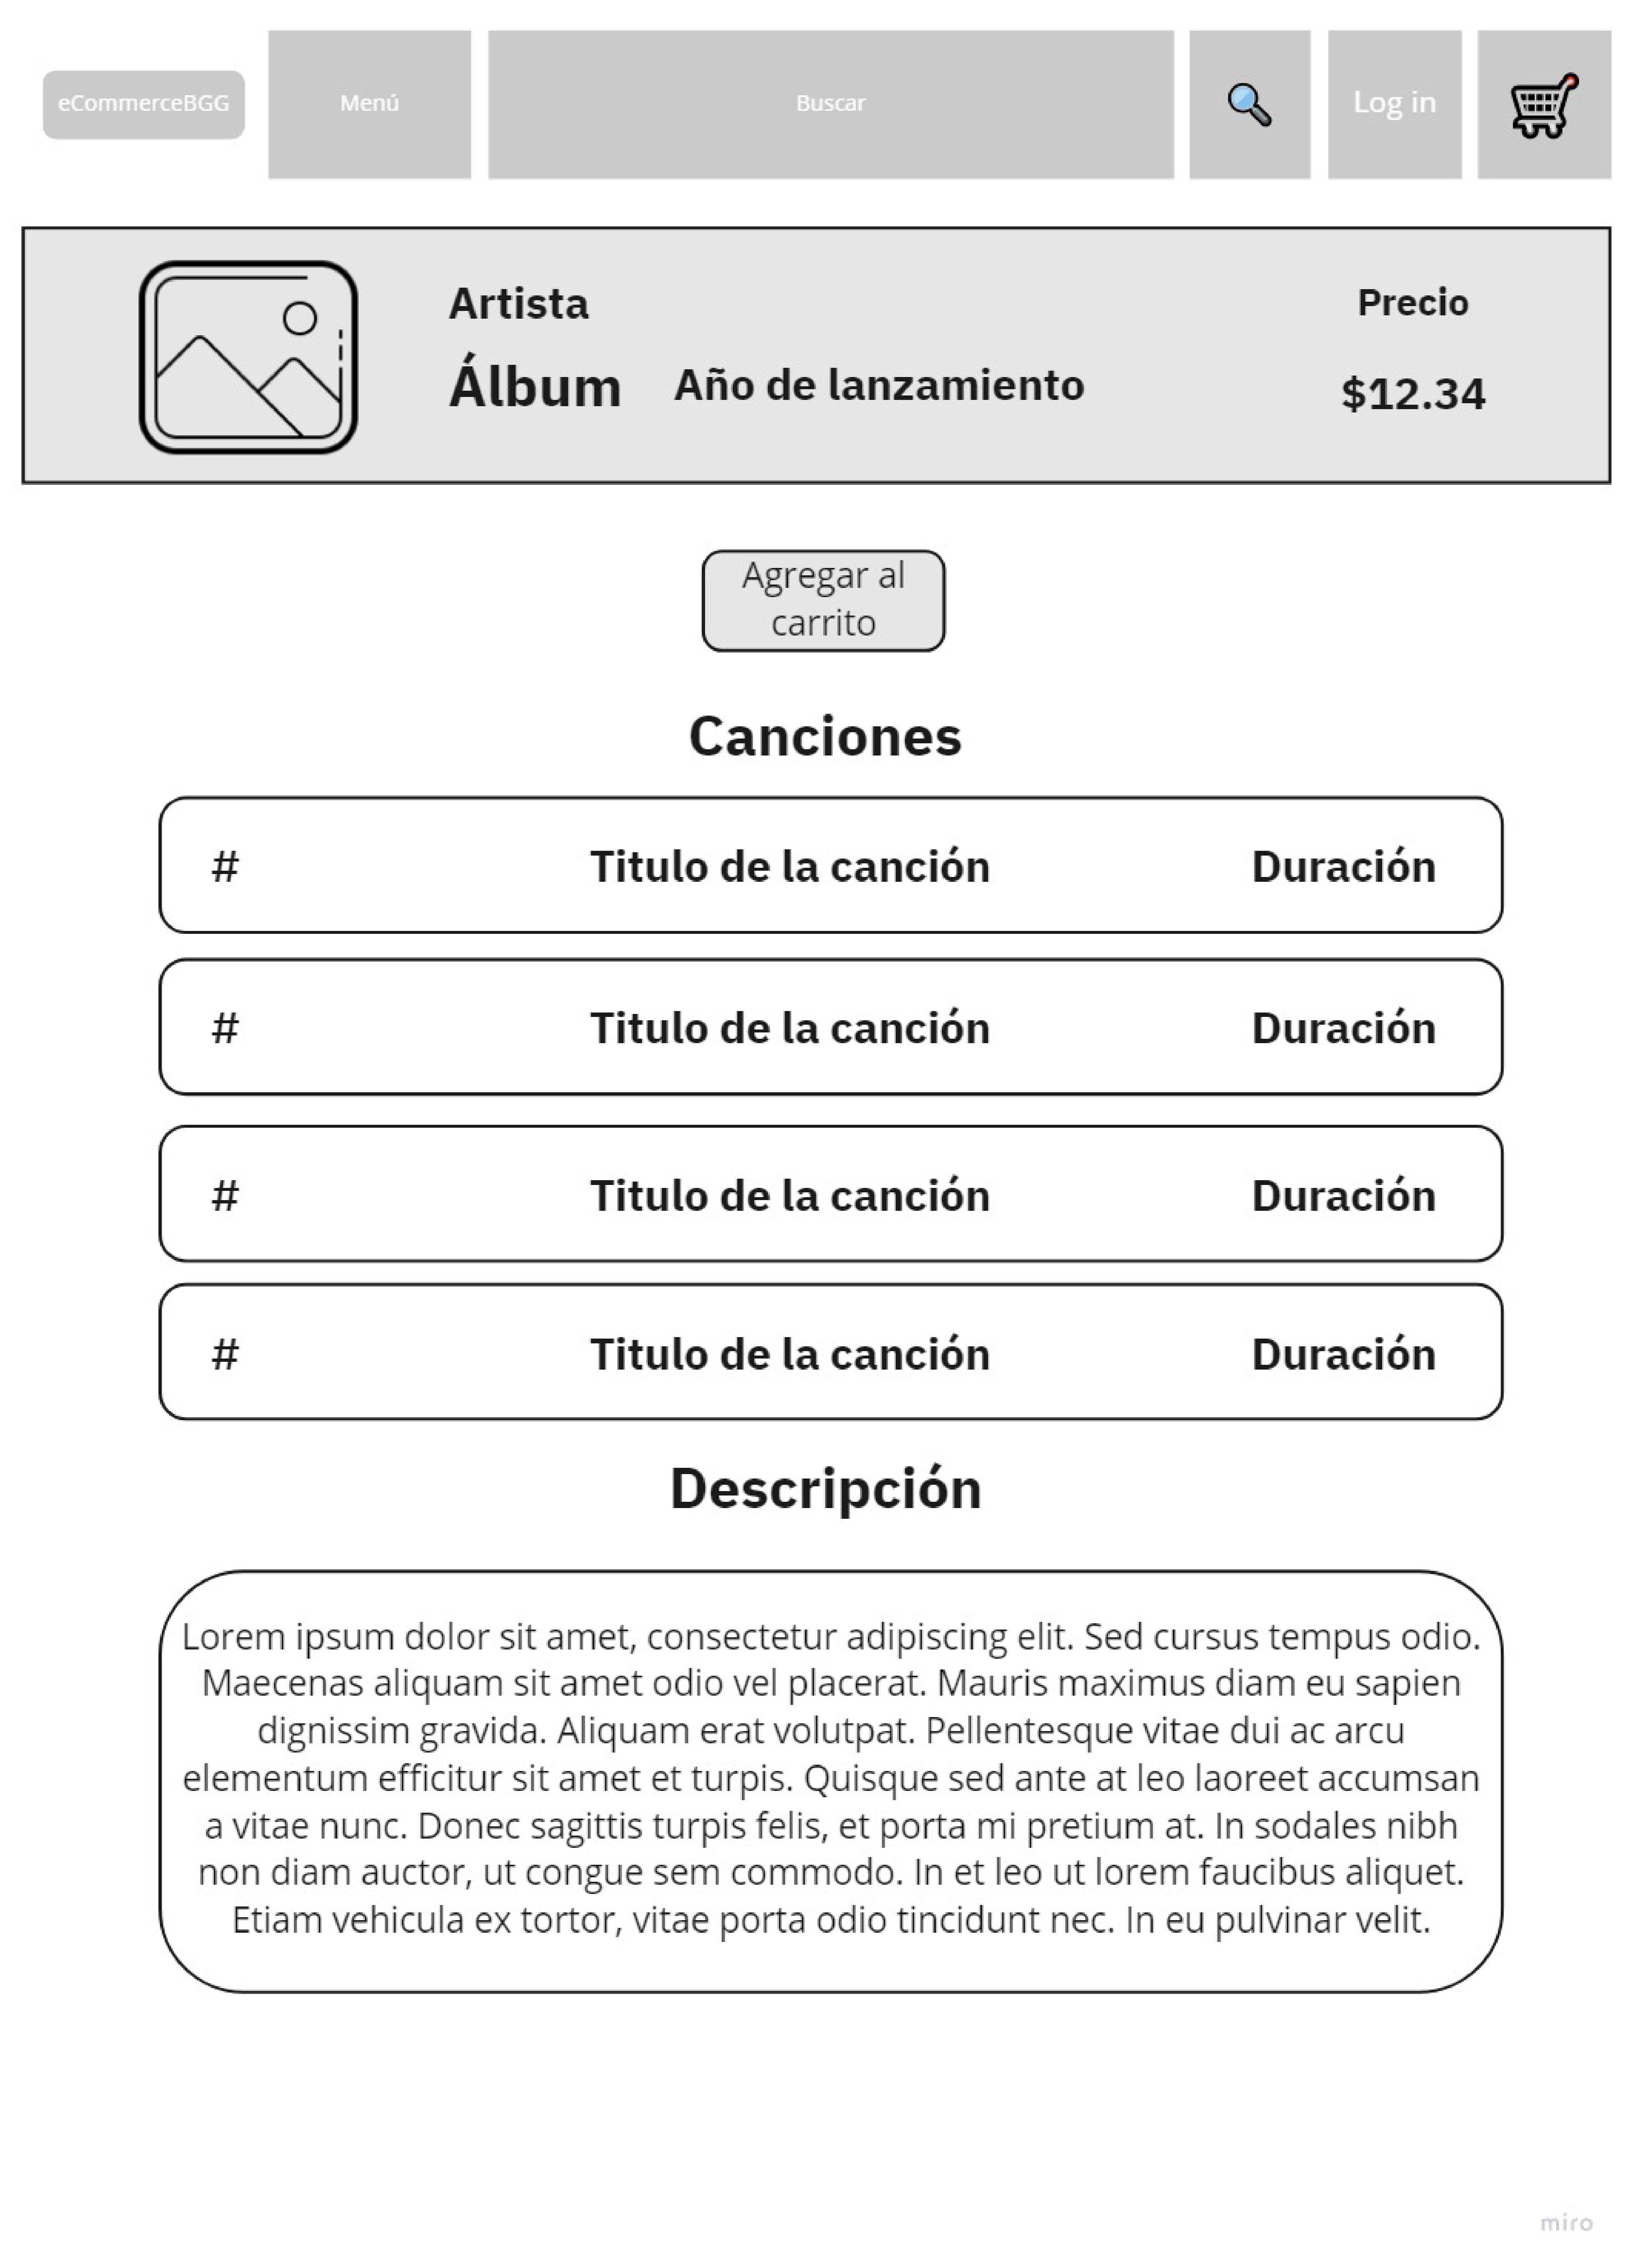 eCommerceBGG
Menú
Buscar
Log in
Artista
Precio
Álbum
Año de lanzamiento
$12.34
Agregar al
carrito
Canciones
# Titulo de la canción Duración
# Titulo de la canción Duración
# Titulo de la canción Duración
# Titulo de la canción Duración
Descripción
Lorem ipsum dolor sit amet, consectetur adipiscing elit. Sed cursus tempus odio.
Maecenas aliquam sit amet odio vel placerat. Mauris maximus diam eu sapien
dignissim gravida. Aliquam erat volutpat. Pellentesque vitae dui ac arcu
elementum efficitur sit amet et turpis. Quisque sed ante at leo laoreet accumsan
a vitae nunc. Donec sagittis turpis felis, et porta mi pretium at. In sodales nibh
non diam auctor, ut congue sem commodo. In et leo ut lorem faucibus aliquet.
Etiam vehicula ex tortor, vitae porta odio tincidunt nec. In eu pulvinar velit.
miro